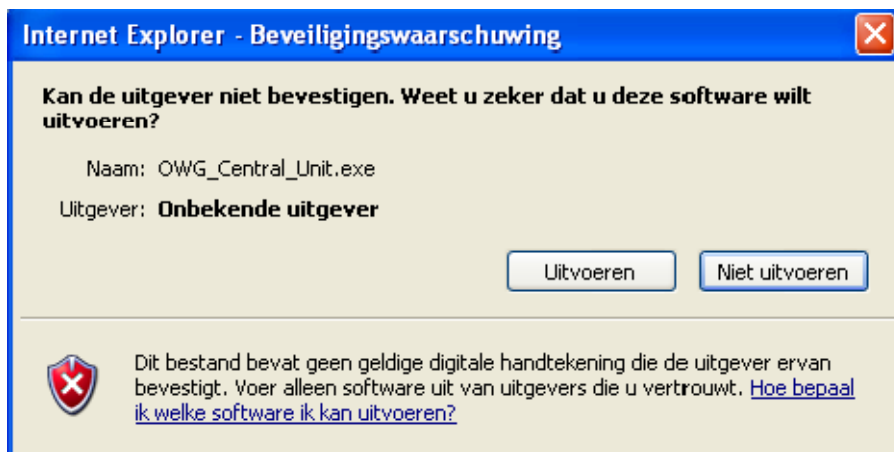 Internet Explorer - Beveiligingswaarschuwing
Kan de uitgever niet bevestigen. Weet u zeker dat u deze software wilt
uitvoeren?
Naam: OWG_Central_Unit.exe
Uitgever: Onbekende uitgever
Uitvoeren Niet uitvoeren
Dit bestand bevat geen geldige digitale handtekening die de uitgever ervan
bevestigt. Voer alleen software uit van uitgevers die u vertrouwt. Hoe bepaal
ik welke software ik kan uitvoeren?